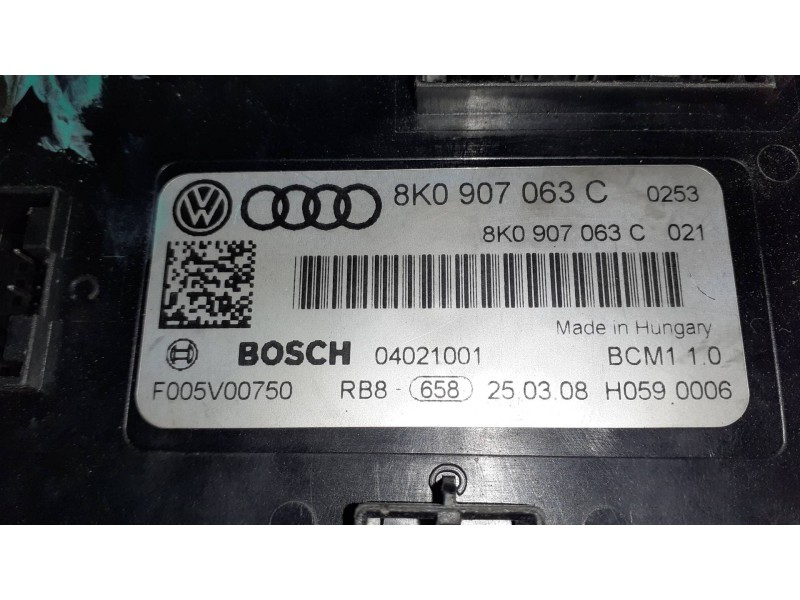 8K0 907 063 C 0253
8K0 907 063 C 021
Made in Hungary
BOSCH 04021001 BCM1 1.0
F005V00750 RB8- 658 25.03.08 H059 0006